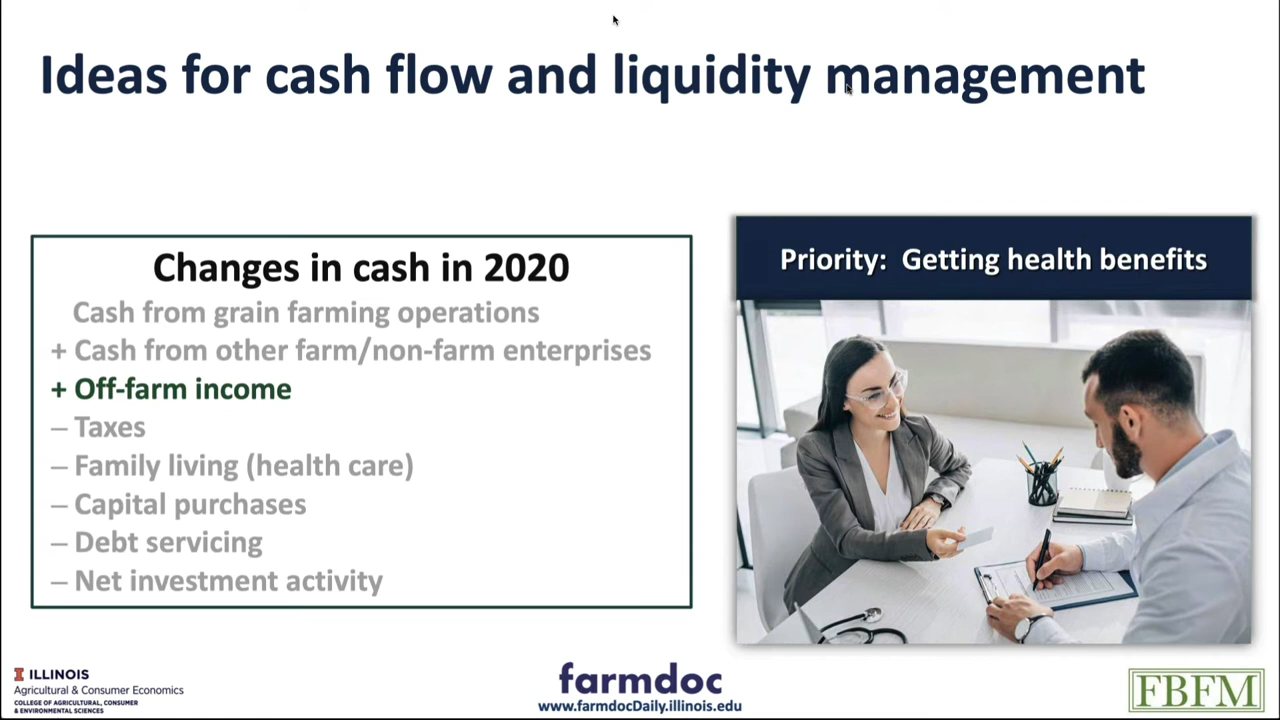 Ideas for cash flow and liquidity management
Changes in cash in 2020
Cash from grain farming operations
+ Cash from other farm/non-farm enterprises
+ Off-farm income
– Taxes
– Family living (health care)
– Capital purchases
– Debt servicing
– Net investment activity
Priority: Getting health benefits
I ILLINOIS
Agricultural & Consumer Economics
COLLEGE OF AGRICULTURAL, CONSUMER
& ENVIRONMENTAL SCIENCES
farmdoc
www.farmdocDaily.illinois.edu
FBFM